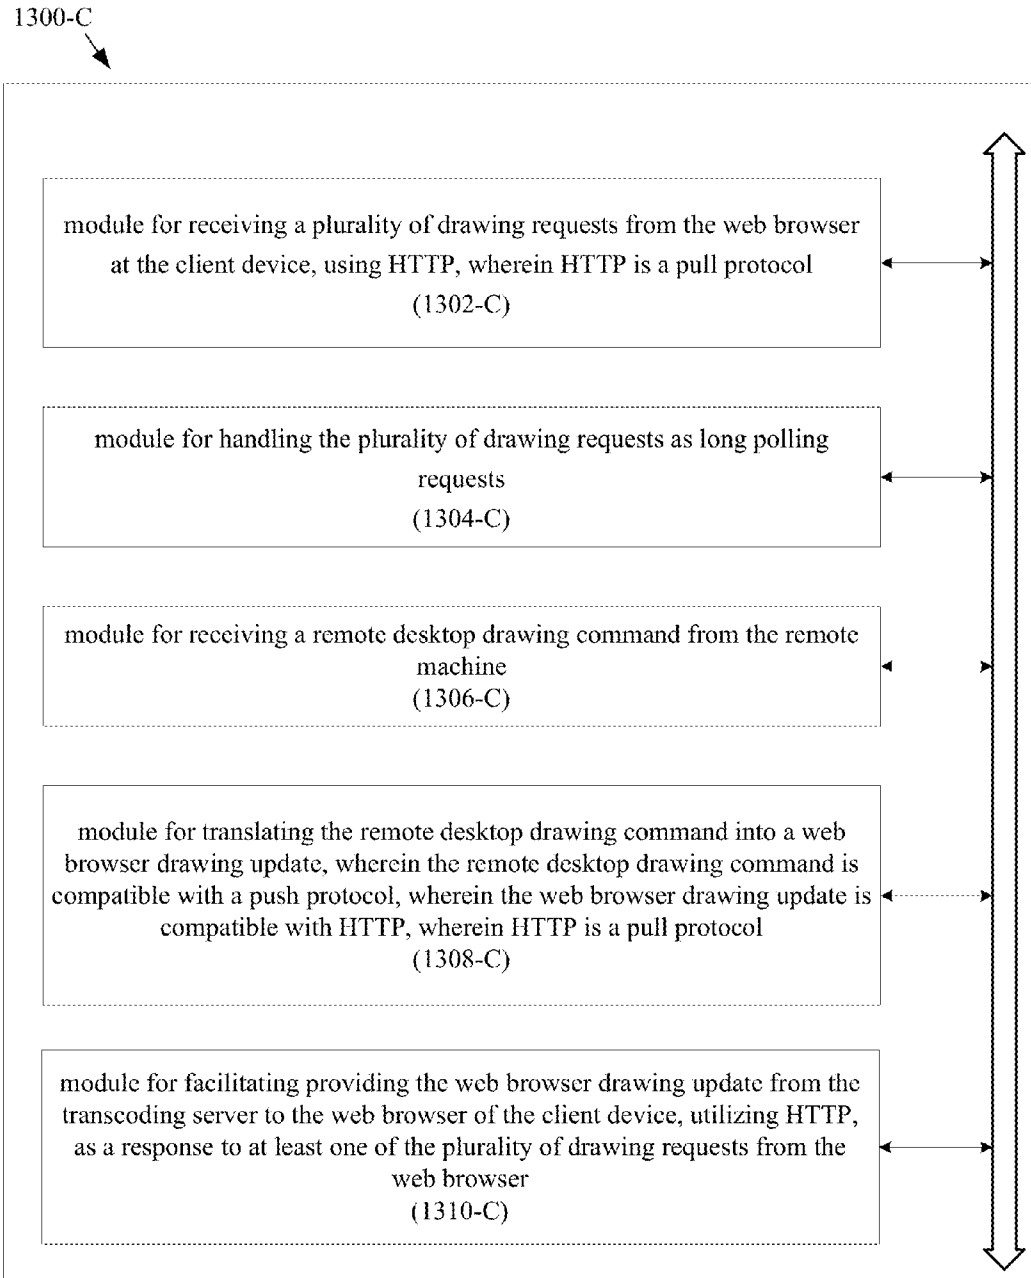 1300-C
module for receiving a plurality of drawing requests from the web browser
at the client device, using HTTP, wherein HTTP is a pull protocol
(1302-C)
module for handling the plurality of drawing requests as long polling
requests
(1304-C)
module for receiving a remote desktop drawing command from the remote
machine
(1306-C)
module for translating the remote desktop drawing command into a web
browser drawing update, wherein the remote desktop drawing command is
compatible with a push protocol, wherein the web browser drawing update is
compatible with HTTP, wherein HTTP is a pull protocol
(1308-C)
module for facilitating providing the web browser drawing update from the
transcoding server to the web browser of the client device, utilizing HTTP,
as a response to at least one of the plurality of drawing requests from the
web browser
(1310-C)